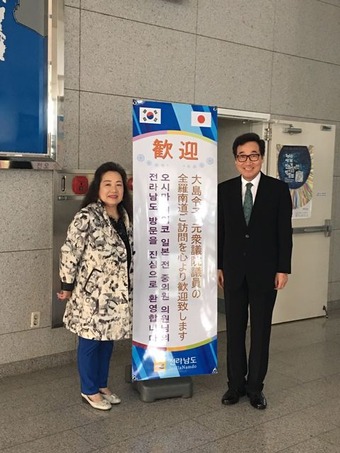 歓迎
大島令子元衆議院議員の
全羅南道ご訪問を心より歓迎致します
오시마 레이코 일본 전 중의원 의원님의
전라남도 방문을 진심으로 환영합니다
전라남도
JeollaNamdo